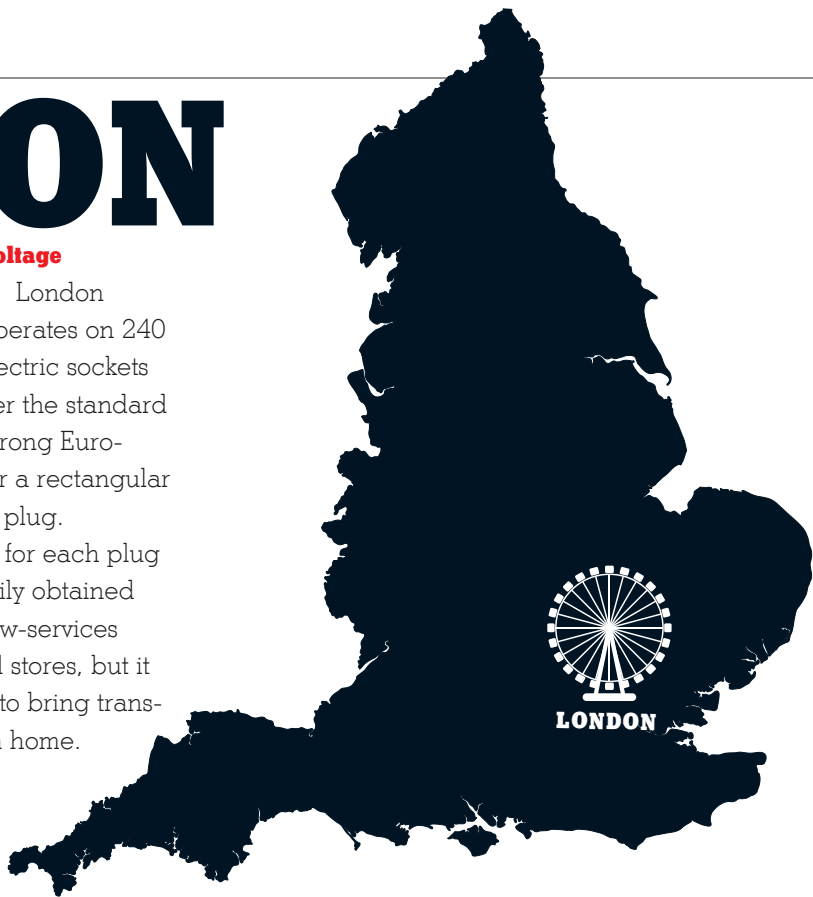 ON
oltage
London
perates on 240
ectric sockets
er the standard
rong Euro-
r a rectangular
plug.
for each plug
ily obtained
w-services
l stores, but it
to bring trans-
home.
LONDON